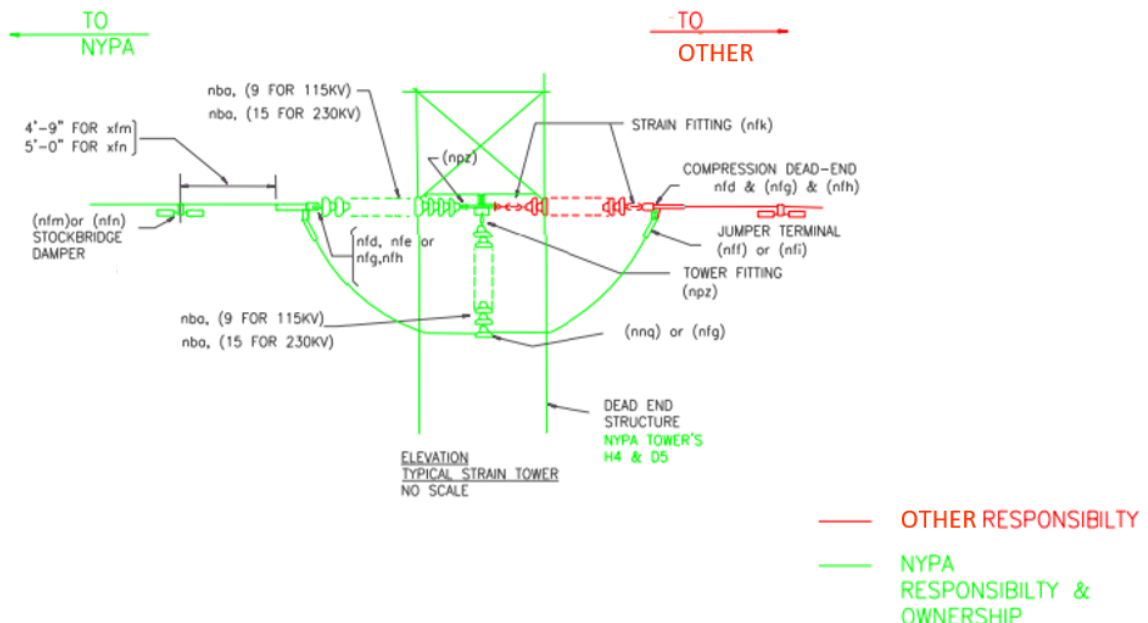 TO
NYPA
TO
OTHER
nba, (9 FOR 115KV)
nba, (15 FOR 230KV)
4'-9" FOR xfm
5'-0" FOR xfn
(npz)
STRAIN FITTING (nfk)
COMPRESSION DEAD-END
nfd & (nfg) & (nfh)
(nfm)or (nfn)
STOCKBRIDGE
DAMPER
nfd, nfe or
nfg,nfh
JUMPER TERMINAL
(nff) or (nfi)
TOWER FITTING
(npz)
nba, (9 FOR 115KV)
nba, (15 FOR 230KV)
(nnq) or (nfg)
DEAD END
STRUCTURE
NYPA TOWER'S
H4 & D5
ELEVATION
TYPICAL STRAIN TOWER
NO SCALE
OTHER RESPONSIBILTY
NYPA
RESPONSIBILTY &
OWNERSHIP